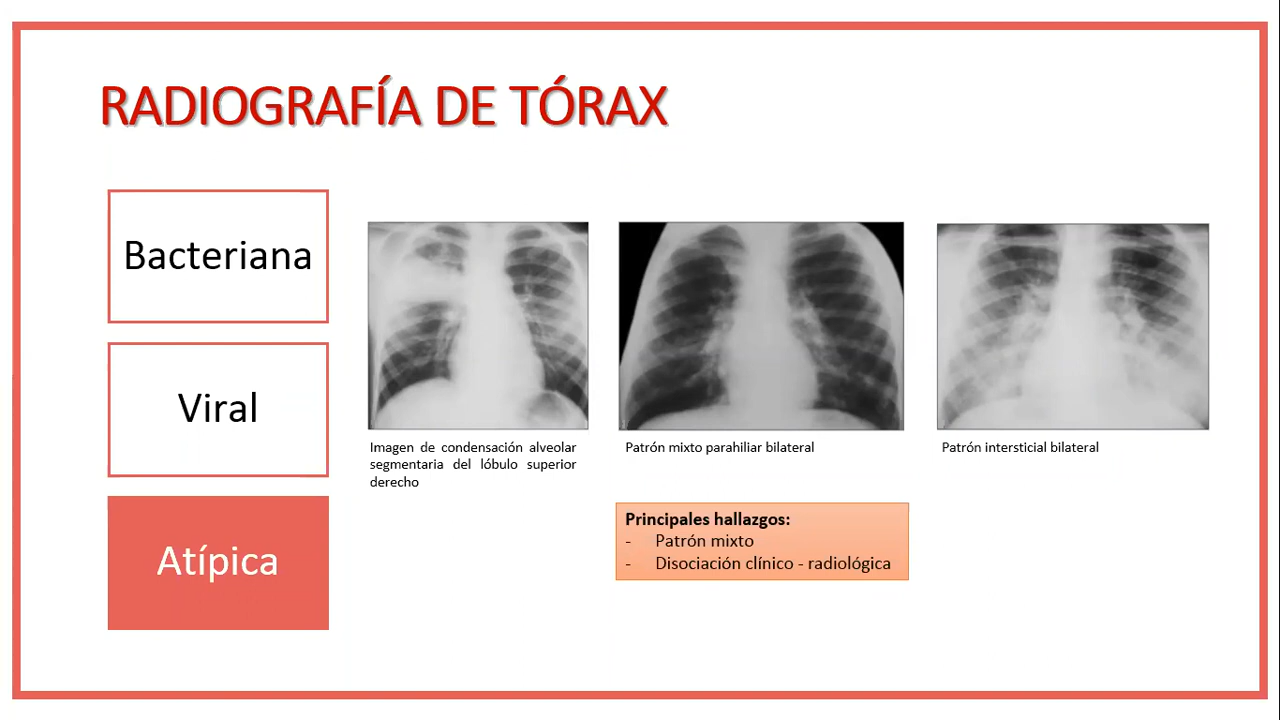 RADIOGRAFÍA DE TÓRAX
Bacteriana
Viral
Atípica
Imagen de condensación alveolar
segmentaria del lóbulo superior
derecho
Patrón mixto parahiliar bilateral
Patrón intersticial bilateral
Principales hallazgos:
- Patrón mixto
- Disociación clínico - radiológica